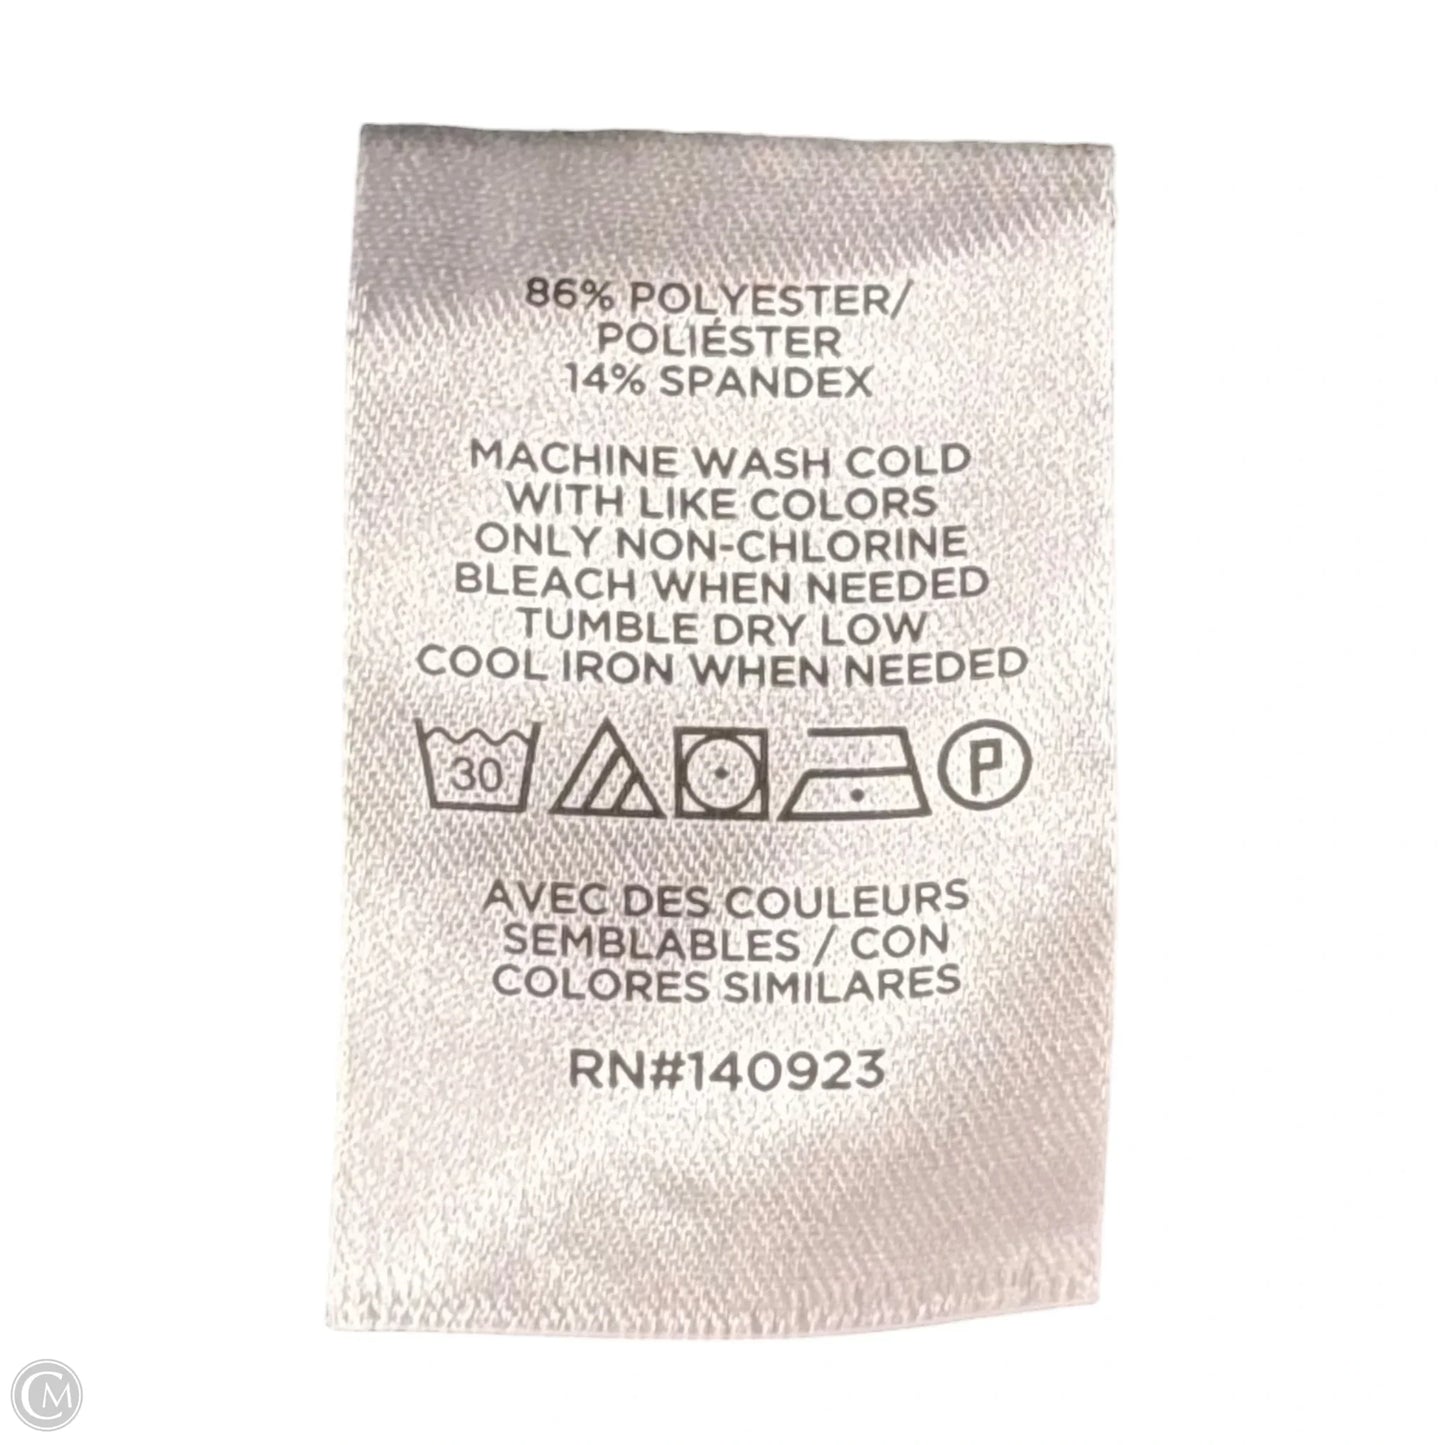 86% POLYESTER/
POLIÉSTER
14% SPANDEX
MACHINE WASH COLD
WITH LIKE COLORS
ONLY NON-CHLORINE
BLEACH WHEN NEEDED
TUMBLE DRY LOW
COOL IRON WHEN NEEDED
30 P
AVEC DES COULEURS
SEMBLABLES / CON
COLORES SIMILARES
RN#140923
CM